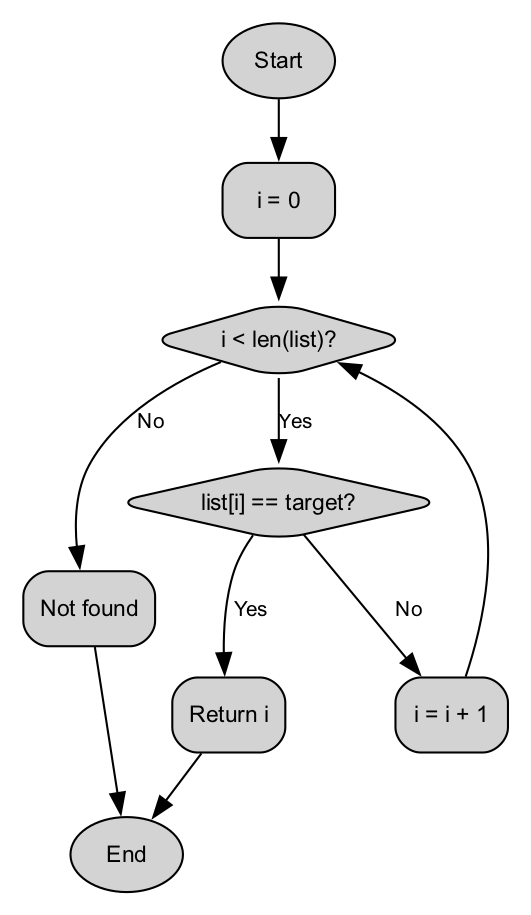 Start
i = 0
i < len(list)?
No
Yes
list[i] == target?
Not found
Yes
No
Return i
i = i + 1
End